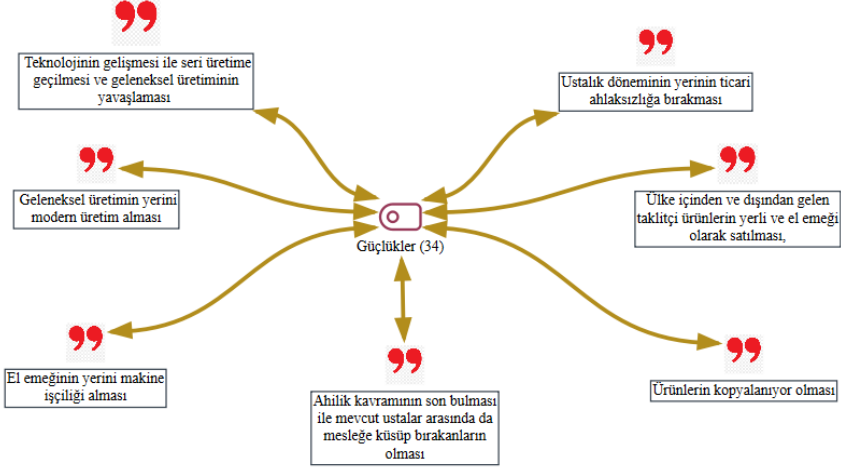 Teknolojinin gelişmesi ile seri üretime
geçilmesi ve geleneksel üretiminin
yavaşlaması
Ustalık döneminin yerinin ticari
ahlaksızlığa bırakması
Geleneksel üretimin yerini
modern üretim alması
Ülke içinden ve dışından gelen
taklitçi ürünlerin yerli ve el emeği
olarak satılması,
Güçlükler (34)
El emeğinin yerini makine
işçiliği alması
Ahilik kavramının son bulması
ile mevcut ustalar arasında da
mesleğe küsüp bırakanların
olması
Ürünlerin kopyalanıyor olması